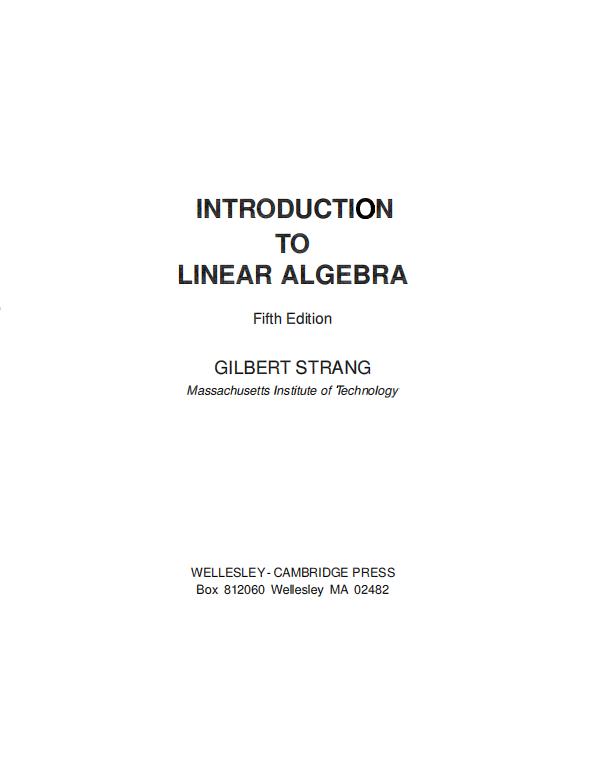 INTRODUCTION
TO
LINEAR ALGEBRA
Fifth Edition
GILBERT STRANG
Massachusetts Institute of Technology
WELLESLEY - CAMBRIDGE PRESS
Box 812060 Wellesley MA 02482